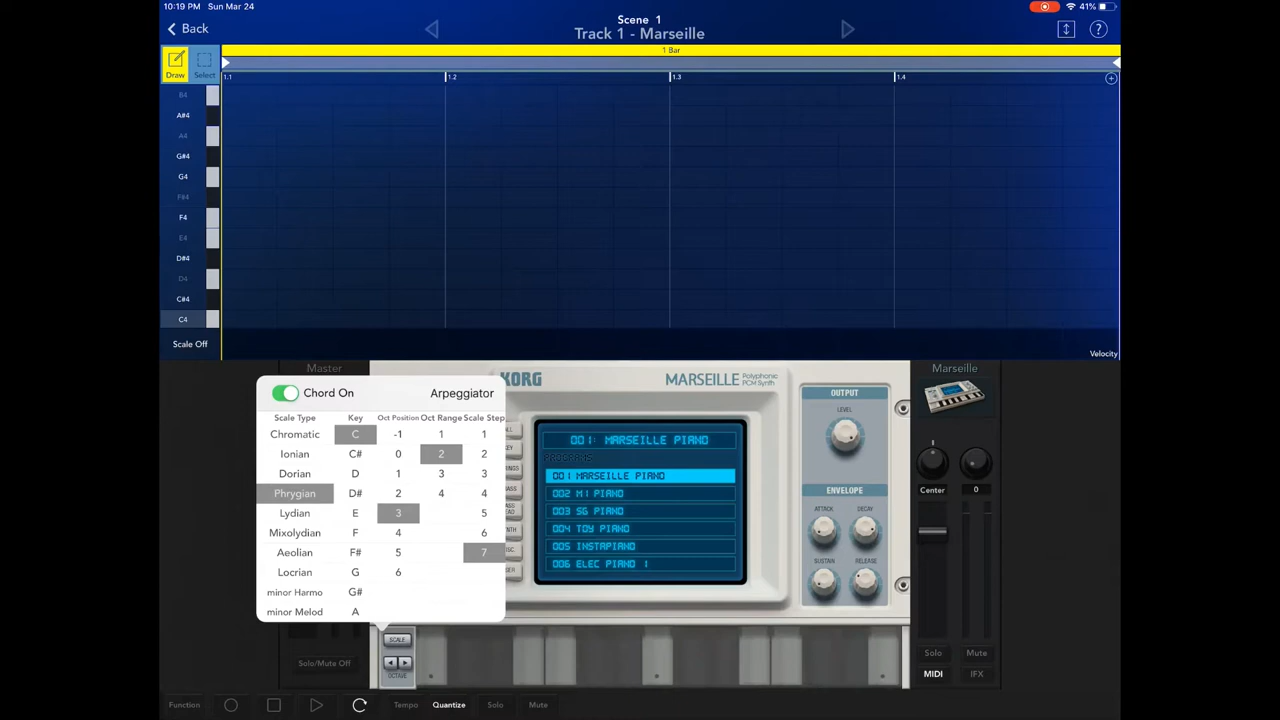 10:19 PM Sun Mar 24
41%
Back
Scene 1
Track 1 - Marseille
1 Bar
Draw
Select
1.1
1.2
1.3
1.4
B4
A#4
A4
G#4
G4
F#4
F4
E4
D#4
D4
C#4
C4
Scale Off
Velocity
Master
Chord On
Arpeggiator
Scale Type Key Oct Position Oct Range Scale Step
Chromatic C -1 1 1
Ionian C# 0 2 2
Dorian D 1 3 3
Phrygian D# 2 4 4
Lydian E 3 5
Mixolydian F 4 6
Aeolian F# 5 7
Locrian G 6
minor Harmo G#
minor Melod A
KORG
MARSEILLE Polyphonic
PCM Synth
001: MARSEILLE PIANO
PROGRAMS
001 MARSEILLE PIANO
002 M1 PIANO
003 SG PIANO
004 TOY PIANO
005 INSTAPIANO
006 ELEC PIANO 1
OUTPUT
LEVEL
ENVELOPE
ATTACK
DECAY
SUSTAIN
RELEASE
Marseille
Center
0
Solo
Mute
MIDI
IFX
SCALE
OCTAVE
Solo/Mute Off
Function
Tempo
Quantize
Solo
Mute